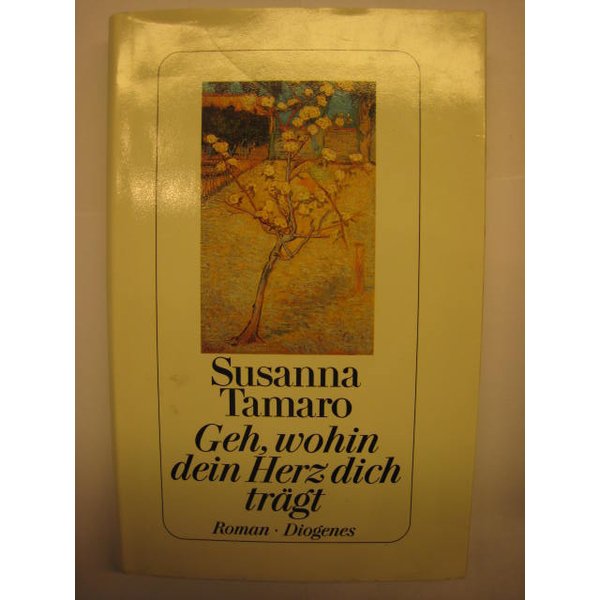 Susanna
Tamaro
Geh, wohin
dein Herz dich
trägt
Roman · Diogenes